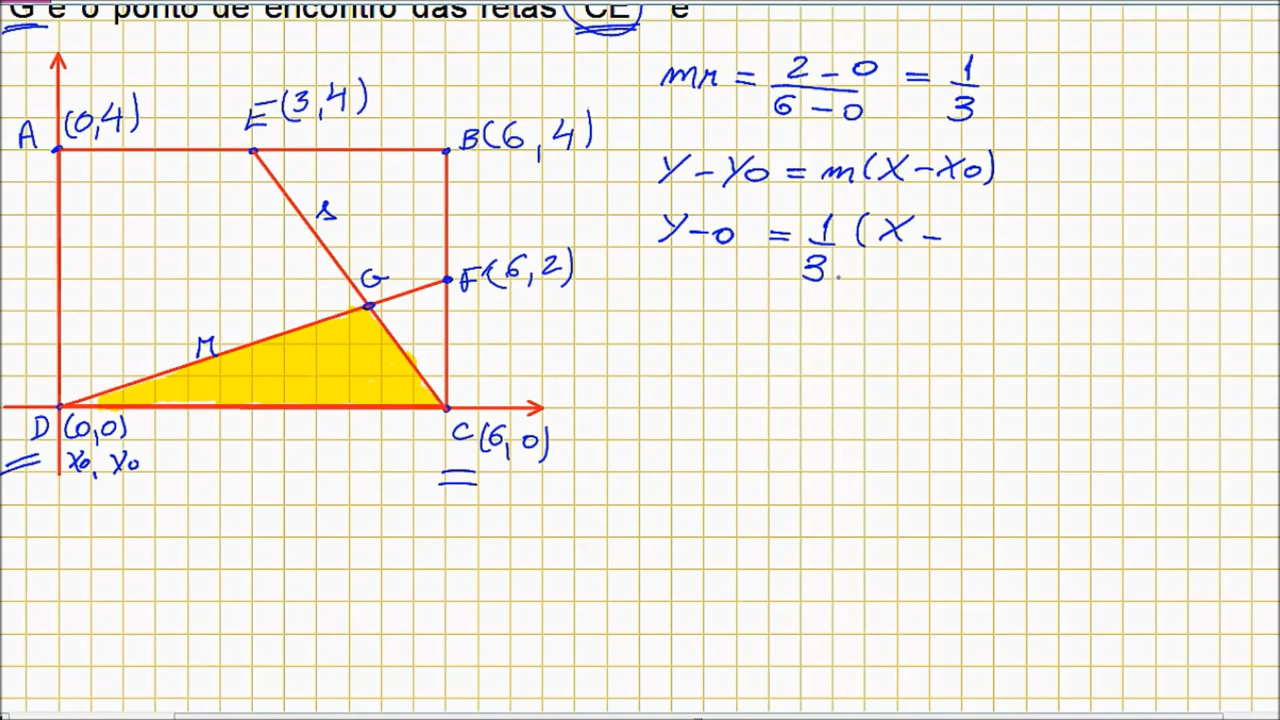 G é o ponto de encontro das retas CE e
mr = 2 - 0 / 6 - 0 = 1/3
A (0,4)
E(3,4)
B(6,4)
Y - Y0 = m(X - X0)
s
Y - 0 = 1/3 (X -
G
F(6,2)
r
D (0,0)
X0, Y0
C(6,0)